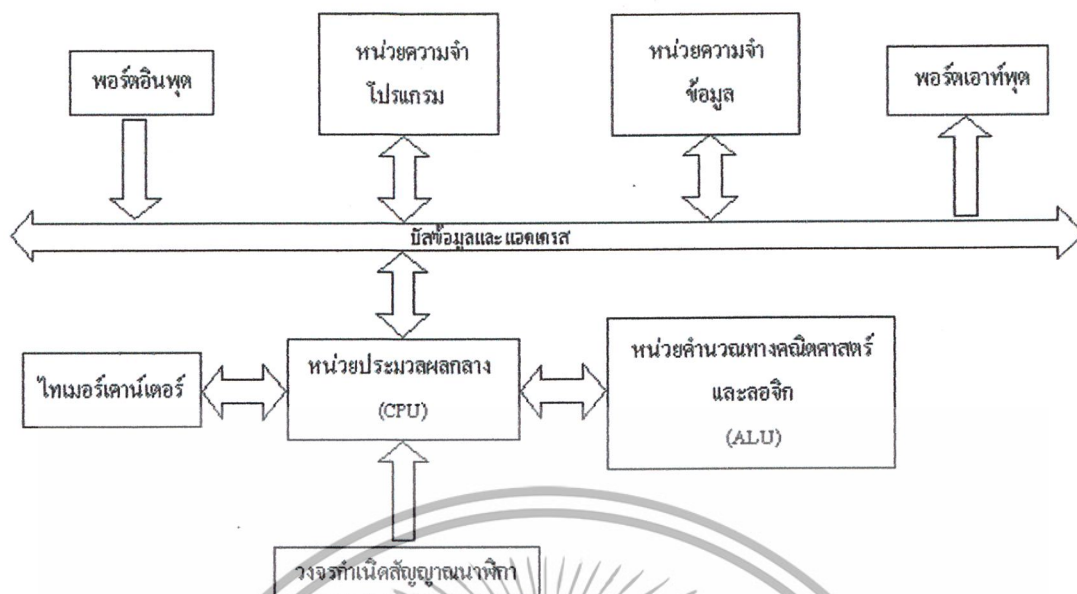 พอร์ตอินพุต
หน่วยความจำ
โปรแกรม
หน่วยความจำ
ข้อมูล
พอร์ตเอาท์พุต
บัสข้อมูลและแอดเดรส
ไทเมอร์เคาน์เตอร์
หน่วยประมวลผลกลาง
(CPU)
หน่วยคำนวณทางคณิตศาสตร์
และลอจิก
(ALU)
วงจรกำเนิดสัญญาณนาฬิกา